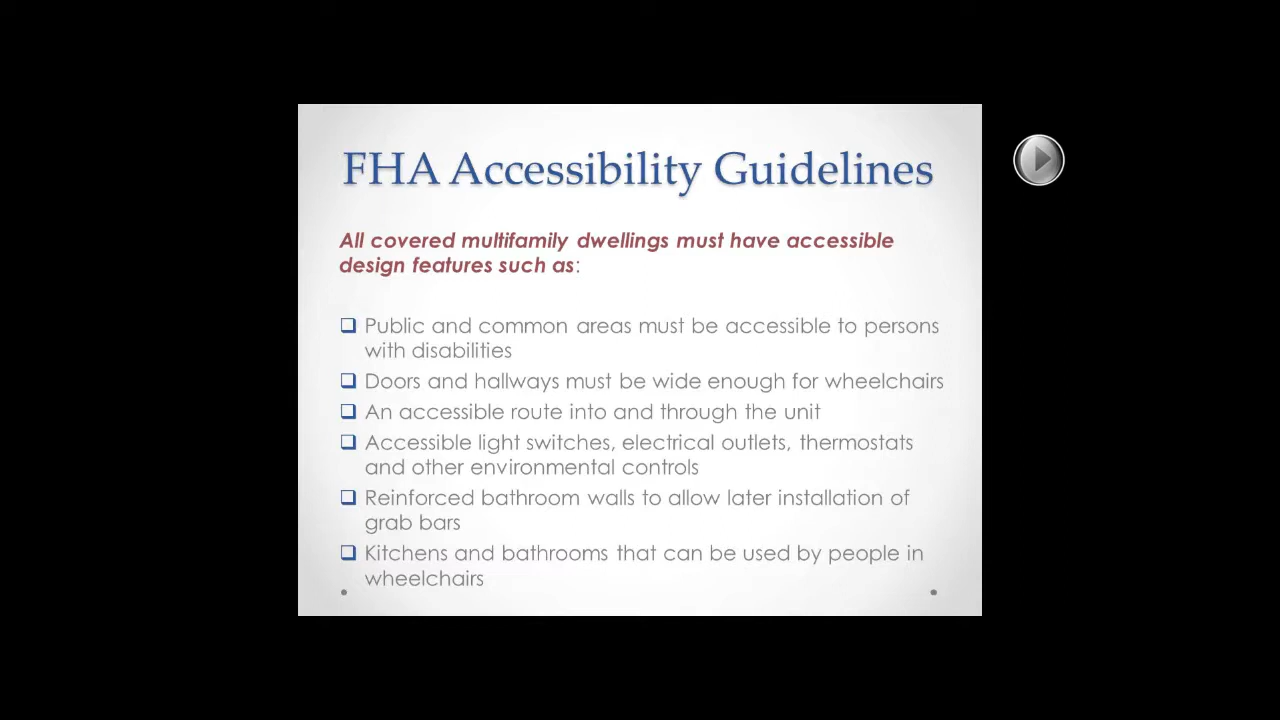 FHA Accessibility Guidelines
All covered multifamily dwellings must have accessible
design features such as:
Public and common areas must be accessible to persons
with disabilities
Doors and hallways must be wide enough for wheelchairs
An accessible route into and through the unit
Accessible light switches, electrical outlets, thermostats
and other environmental controls
Reinforced bathroom walls to allow later installation of
grab bars
Kitchens and bathrooms that can be used by people in
wheelchairs